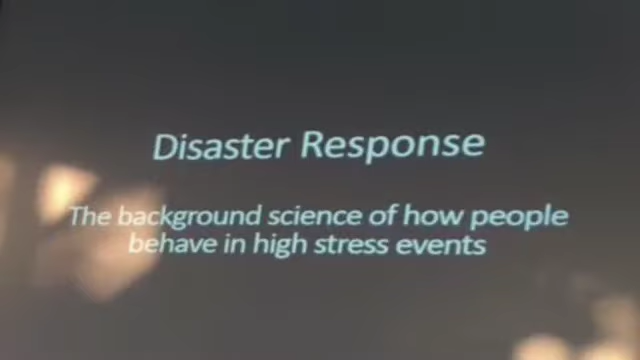 Disaster Response
The background science of how people
behave in high stress events